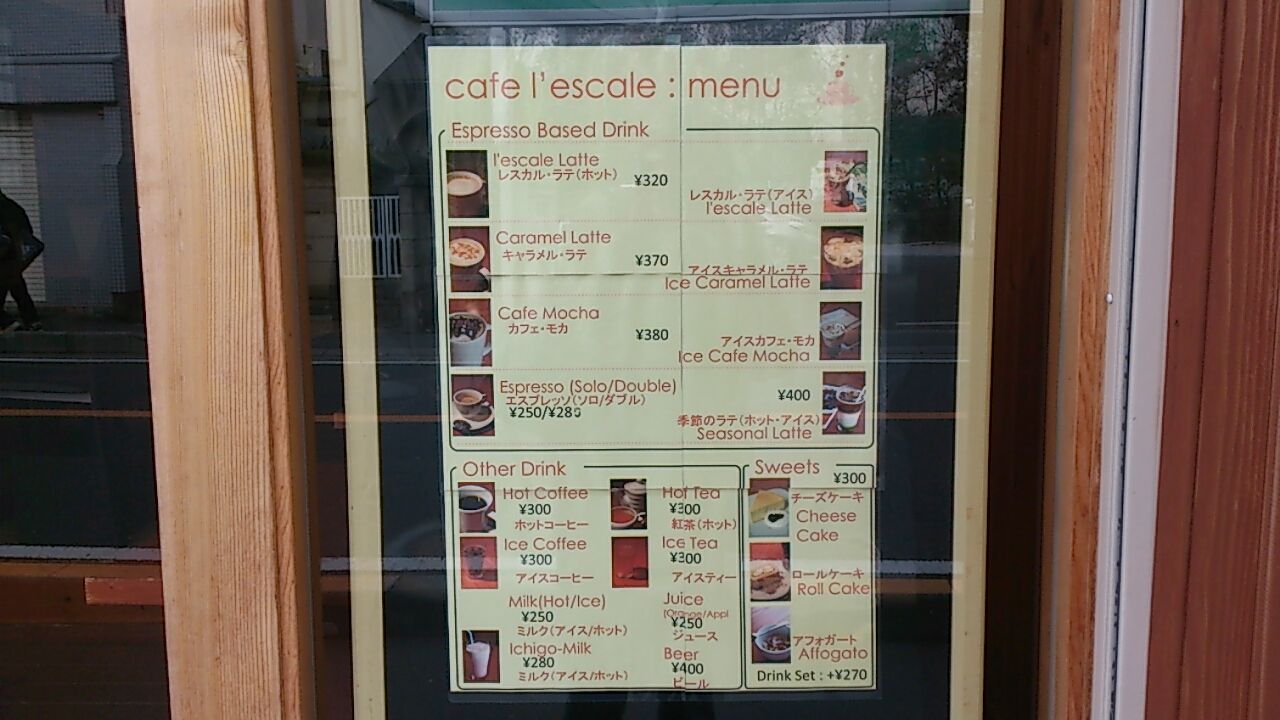 cafe l'escale : menu
Espresso Based Drink
l'escale Latte
レスカル・ラテ(ホット)
¥320
レスカル・ラテ(アイス)
l'escale Latte
Caramel Latte
キャラメル・ラテ
¥370
アイスキャラメル・ラテ
Ice Caramel Latte
Cafe Mocha
カフェ・モカ
¥380
アイスカフェ・モカ
Ice Cafe Mocha
Espresso (Solo/Double)
エスプレッソ(ソロ/ダブル)
¥250/¥280
¥400
季節のラテ(ホット・アイス)
Seasonal Latte
Other Drink
Hot Coffee
¥300
ホットコーヒー
Ice Coffee
¥300
アイスコーヒー
Milk(Hot/Ice)
¥250
ミルク(アイス/ホット)
Ichigo-Milk
¥280
ミルク(アイス/ホット)
Hot Tea
¥300
紅茶(ホット)
Ice Tea
¥300
アイスティー
Juice
(Orange/Appl
¥250
ジュース
Beer
¥400
ビール
Sweets
¥300
チーズケーキ
Cheese
Cake
ロールケーキ
Roll Cake
アフォガート
Affogato
Drink Set : +¥270